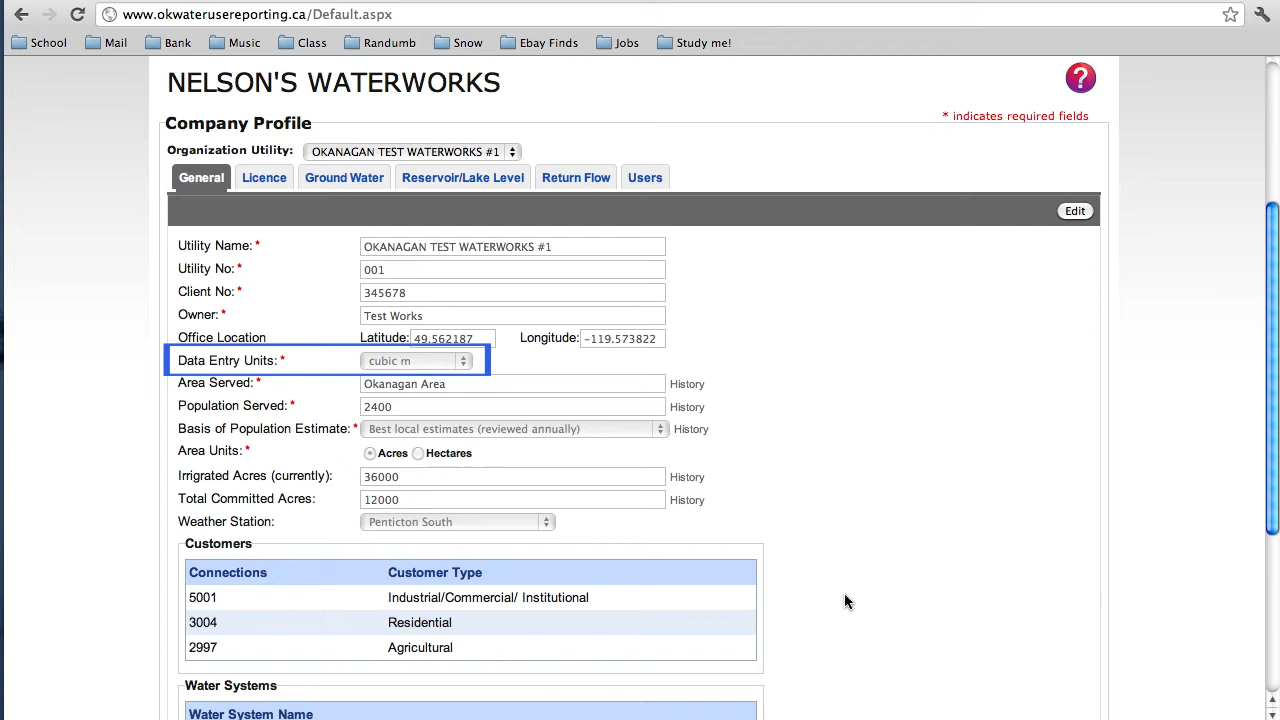 www.okwaterusereporting.ca/Default.aspx
School Mail Bank Music Class Randumb Snow Ebay Finds Jobs Study me!
NELSON'S WATERWORKS
?
* indicates required fields
Company Profile
Organization Utility: OKANAGAN TEST WATERWORKS #1
General Licence Ground Water Reservoir/Lake Level Return Flow Users
Edit
Utility Name:* OKANAGAN TEST WATERWORKS #1
Utility No:* 001
Client No:* 345678
Owner:* Test Works
Office Location Latitude: 49.562187 Longitude: -119.573822
Data Entry Units:* cubic m
Area Served:* Okanagan Area History
Population Served:* 2400 History
Basis of Population Estimate:* Best local estimates (reviewed annually) History
Area Units:* Acres Hectares
Irrigrated Acres (currently): 36000 History
Total Committed Acres: 12000 History
Weather Station: Penticton South
Customers
Connections Customer Type
5001 Industrial/Commercial/ Institutional
3004 Residential
2997 Agricultural
Water Systems
Water System Name